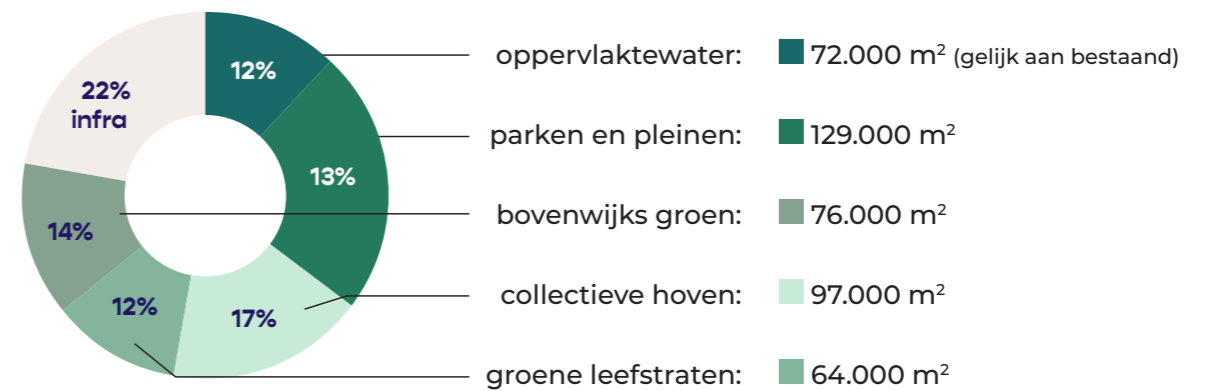 12%
22%
infra
13%
14%
12%
17%
oppervlaktewater: 72.000 m² (gelijk aan bestaand)
parken en pleinen: 129.000 m²
bovenwijks groen: 76.000 m²
collectieve hoven: 97.000 m²
groene leefstraten: 64.000 m²